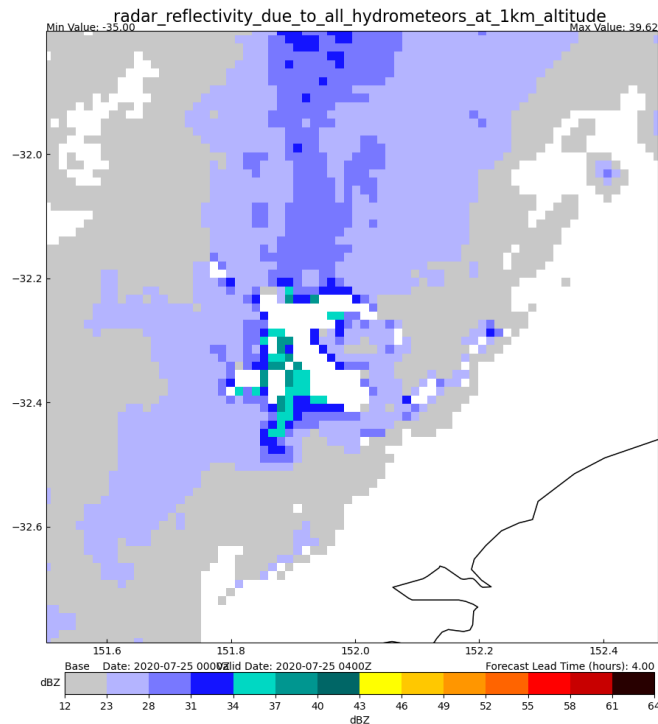 radar_reflectivity_due_to_all_hydrometeors_at_1km_altitude
Min Value: -35.00 Max Value: 39.62
−32.0
−32.2
−32.4
−32.6
151.6 151.8 152.0 152.2 152.4
Base Date: 2020-07-25 0000Z Valid Date: 2020-07-25 0400Z Forecast Lead Time (hours): 4.00
dBZ
12 23 28 31 34 37 40 43 46 49 52 55 58 61 64
dBZ